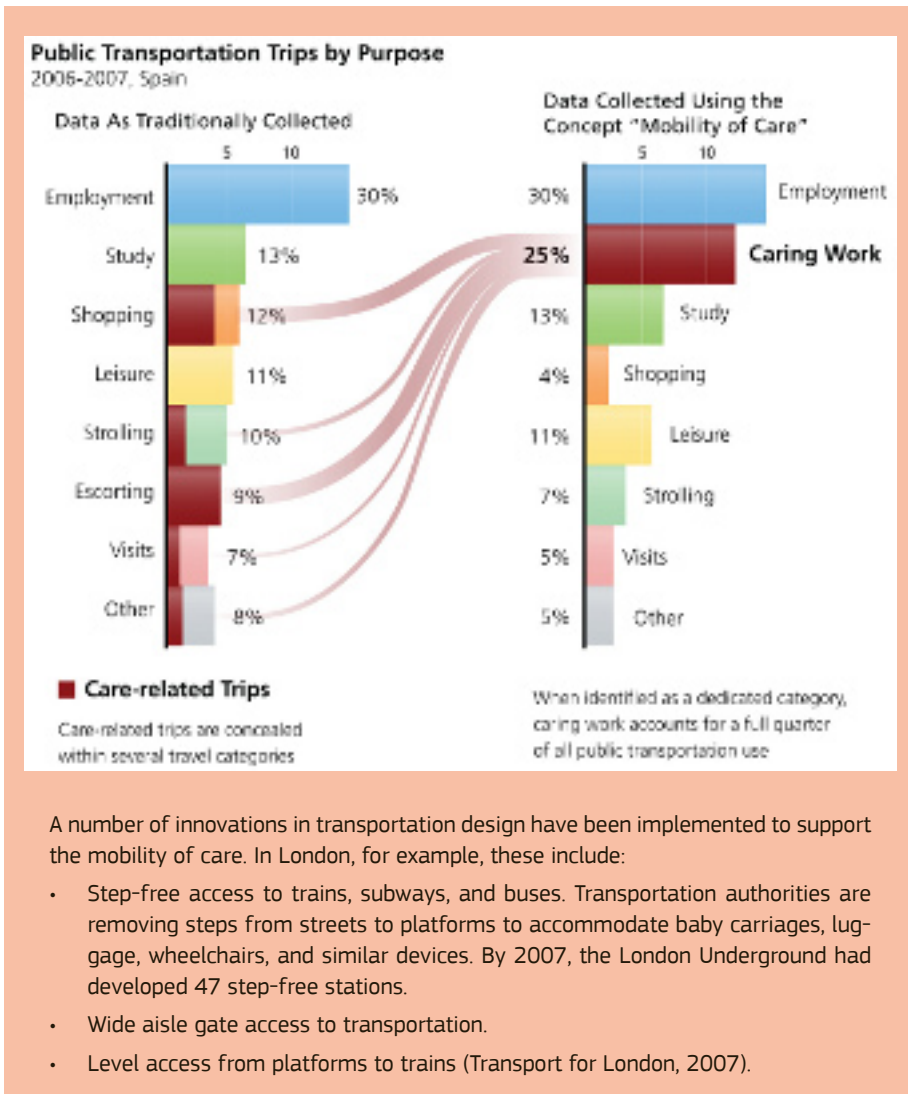 Public Transportation Trips by Purpose
2006-2007, Spain
Data As Traditionally Collected
5 10
Employment 30%
Study 13%
Shopping 12%
Leisure 11%
Strolling 10%
Escorting 9%
Visits 7%
Other 8%
Care-related Trips
Care-related trips are concealed
within several travel categories
Data Collected Using the
Concept "Mobility of Care"
5 10
30% Employment
25% Caring Work
13% Study
4% Shopping
11% Leisure
7% Strolling
5% Visits
5% Other
When identified as a dedicated category,
caring work accounts for a full quarter
of all public transportation use
A number of innovations in transportation design have been implemented to support
the mobility of care. In London, for example, these include:
• Step-free access to trains, subways, and buses. Transportation authorities are
removing steps from streets to platforms to accommodate baby carriages, lug-
gage, wheelchairs, and similar devices. By 2007, the London Underground had
developed 47 step-free stations.
• Wide aisle gate access to transportation.
• Level access from platforms to trains (Transport for London, 2007).